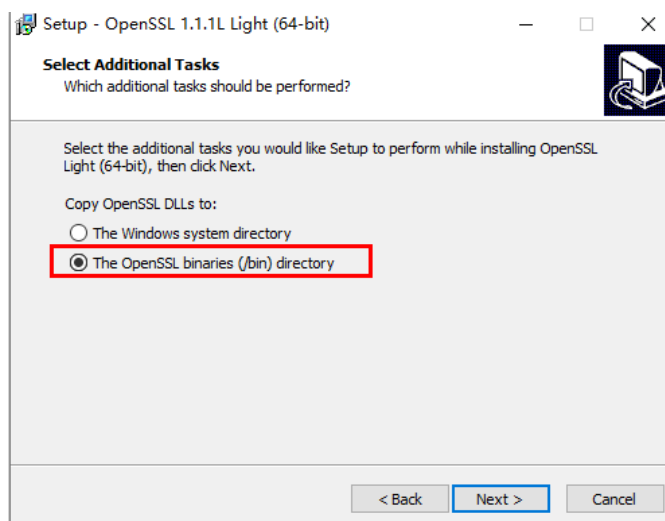 Setup - OpenSSL 1.1.1L Light (64-bit)
Select Additional Tasks
Which additional tasks should be performed?
Select the additional tasks you would like Setup to perform while installing OpenSSL
Light (64-bit), then click Next.
Copy OpenSSL DLLs to:
The Windows system directory
The OpenSSL binaries (/bin) directory
< Back
Next >
Cancel